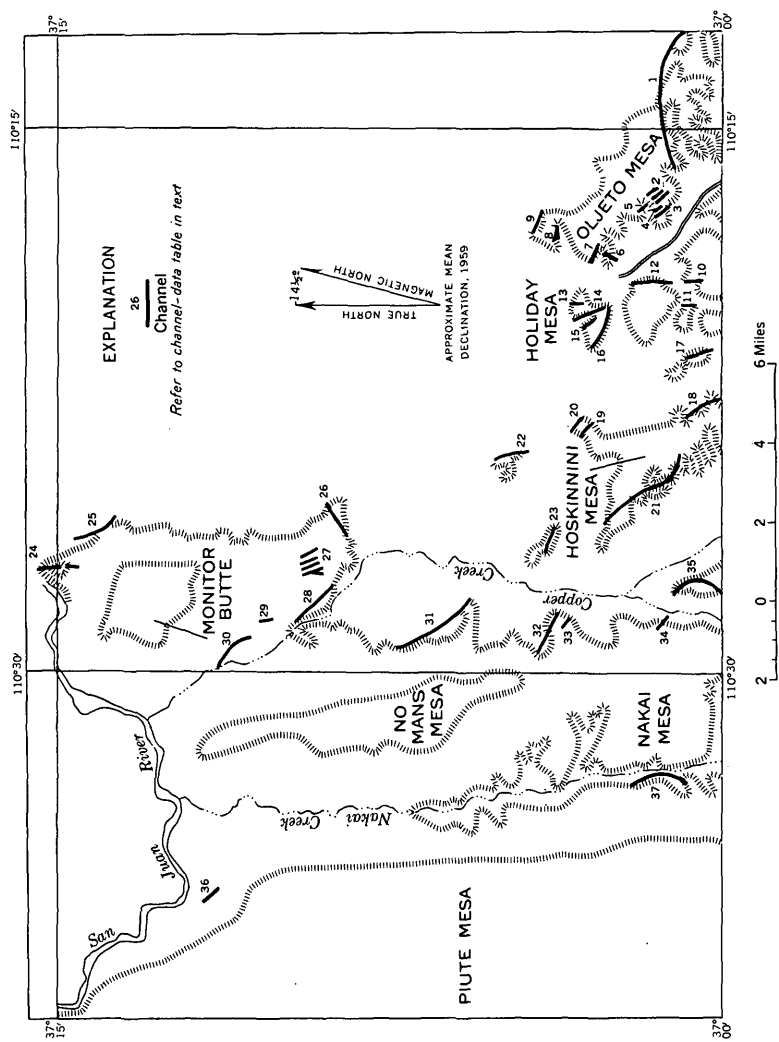 110°15'
110°30'
37°
15'
37°
00'
37°
15'
37°
00'
EXPLANATION
26
Channel
Refer to channel-data table in text
14½°
TRUE NORTH
MAGNETIC NORTH
APPROXIMATE MEAN
DECLINATION, 1959
San
Juan
River
MONITOR
BUTTE
NO
MANS
MESA
Nakai
Creek
Copper
Creek
PIUTE MESA
NAKAI
MESA
HOSKINNINI
MESA
HOLIDAY
MESA
OLJETO MESA
1
2
3
4
5
6
7
8
9
10
11
12
13
14
15
16
17
18
19
20
21
22
23
24
25
26
27
28
29
30
31
32
33
34
35
36
37
2 0 2 4 6 Miles